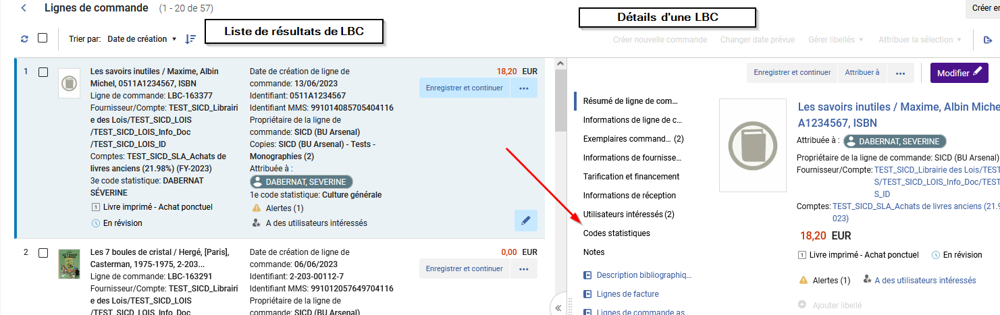 Lignes de commande (1 - 20 de 57)
Liste de résultats de LBC
Détails d'une LBC
Créer en
Trier par: Date de création
Créer nouvelle commande Changer date prévue Gérer libellés Attribuer la sélection
1
Les savoirs inutiles / Maxime, Albin
Michel, 0511A1234567, ISBN
Ligne de commande: LBC-163377
Fournisseur/Compte: TEST_SICD_Librairi
e des Lois/TEST_SICD_LOIS
/TEST_SICD_LOIS_Info_Doc
/TEST_SICD_LOIS_ID
Comptes: TEST_SICD_SLA_Achats de
livres anciens (21.98%) (FY-2023)
3e code statistique: DABERNAT
SÉVERINE
1 Livre imprimé - Achat ponctuel
En révision
Date de création de ligne de
commande: 13/06/2023
Identifiant: 0511A1234567
Identifiant MMS: 991014085705404116
Propriétaire de la ligne de
commande: SICD (BU Arsenal)
Copies: SICD (BU Arsenal) - Tests -
Monographies (2)
Attribuée à :
DABERNAT, SEVERINE
1e code statistique: Culture générale
Alertes (1)
A des utilisateurs intéressés
18,20 EUR
Enregistrer et continuer
2
Les 7 boules de cristal / Hergé, [Paris],
Casterman, 1975-1975, 2-203...
Ligne de commande: LBC-163291
Fournisseur/Compte: TEST_SICD_Librairi
e des Lois/TEST_SICD_LOIS
/TEST_SICD_LOIS_Info_Doc
Date de création de ligne de
commande: 06/06/2023
Identifiant: 2-203-00112-7
Identifiant MMS: 991012057649704116
Propriétaire de la ligne de
commande: SICD (BU Arsenal)
0,00 EUR
Enregistrer et continuer
Enregistrer et continuer Attribuer à ... Modifier
Résumé de ligne de com...
Informations de ligne de c...
Exemplaires command... (2)
Informations de fournisse...
Tarification et financement
Informations de réception
Utilisateurs intéressés (2)
Codes statistiques
Notes
Description bibliographiq...
Lignes de facture
Lignes de commande as...
Les savoirs inutiles / Maxime, Albin Miche
A1234567, ISBN
Attribuée à : DABERNAT, SEVERINE
Propriétaire de la ligne de commande: SICD (BU Arsenal)
Fournisseur/Compte: TEST_SICD_Librairie des Lois/TES
S/TEST_SICD_LOIS_Info_Doc/TES
S_ID
Comptes: TEST_SICD_SLA_Achats de livres anciens (21.9
023)
18,20 EUR
1 Livre imprimé - Achat ponctuel En révision
Alertes (1) A des utilisateurs intéressés
Ajouter libellé